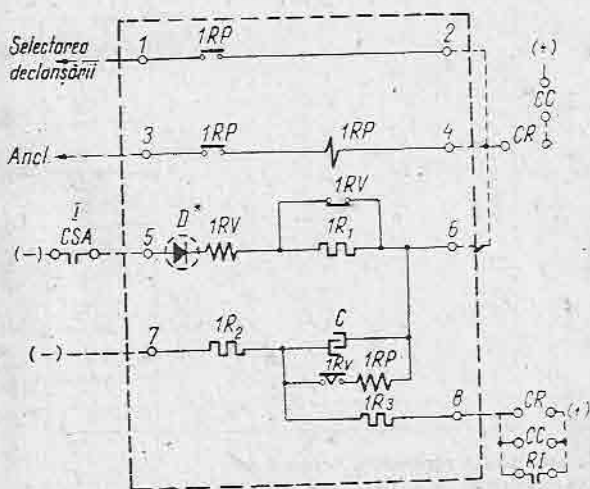 Selectarea declanșării 1 1RP 2 (+)
CC
Ancl. 3 1RP 1RP 4 CR
1RV
I
(−) CSA 5 D* 1RV 1R₁ 6
(−) 7 1R₂ C
1RV 1RP
1R₃ 8 CR (+)
CC
RI